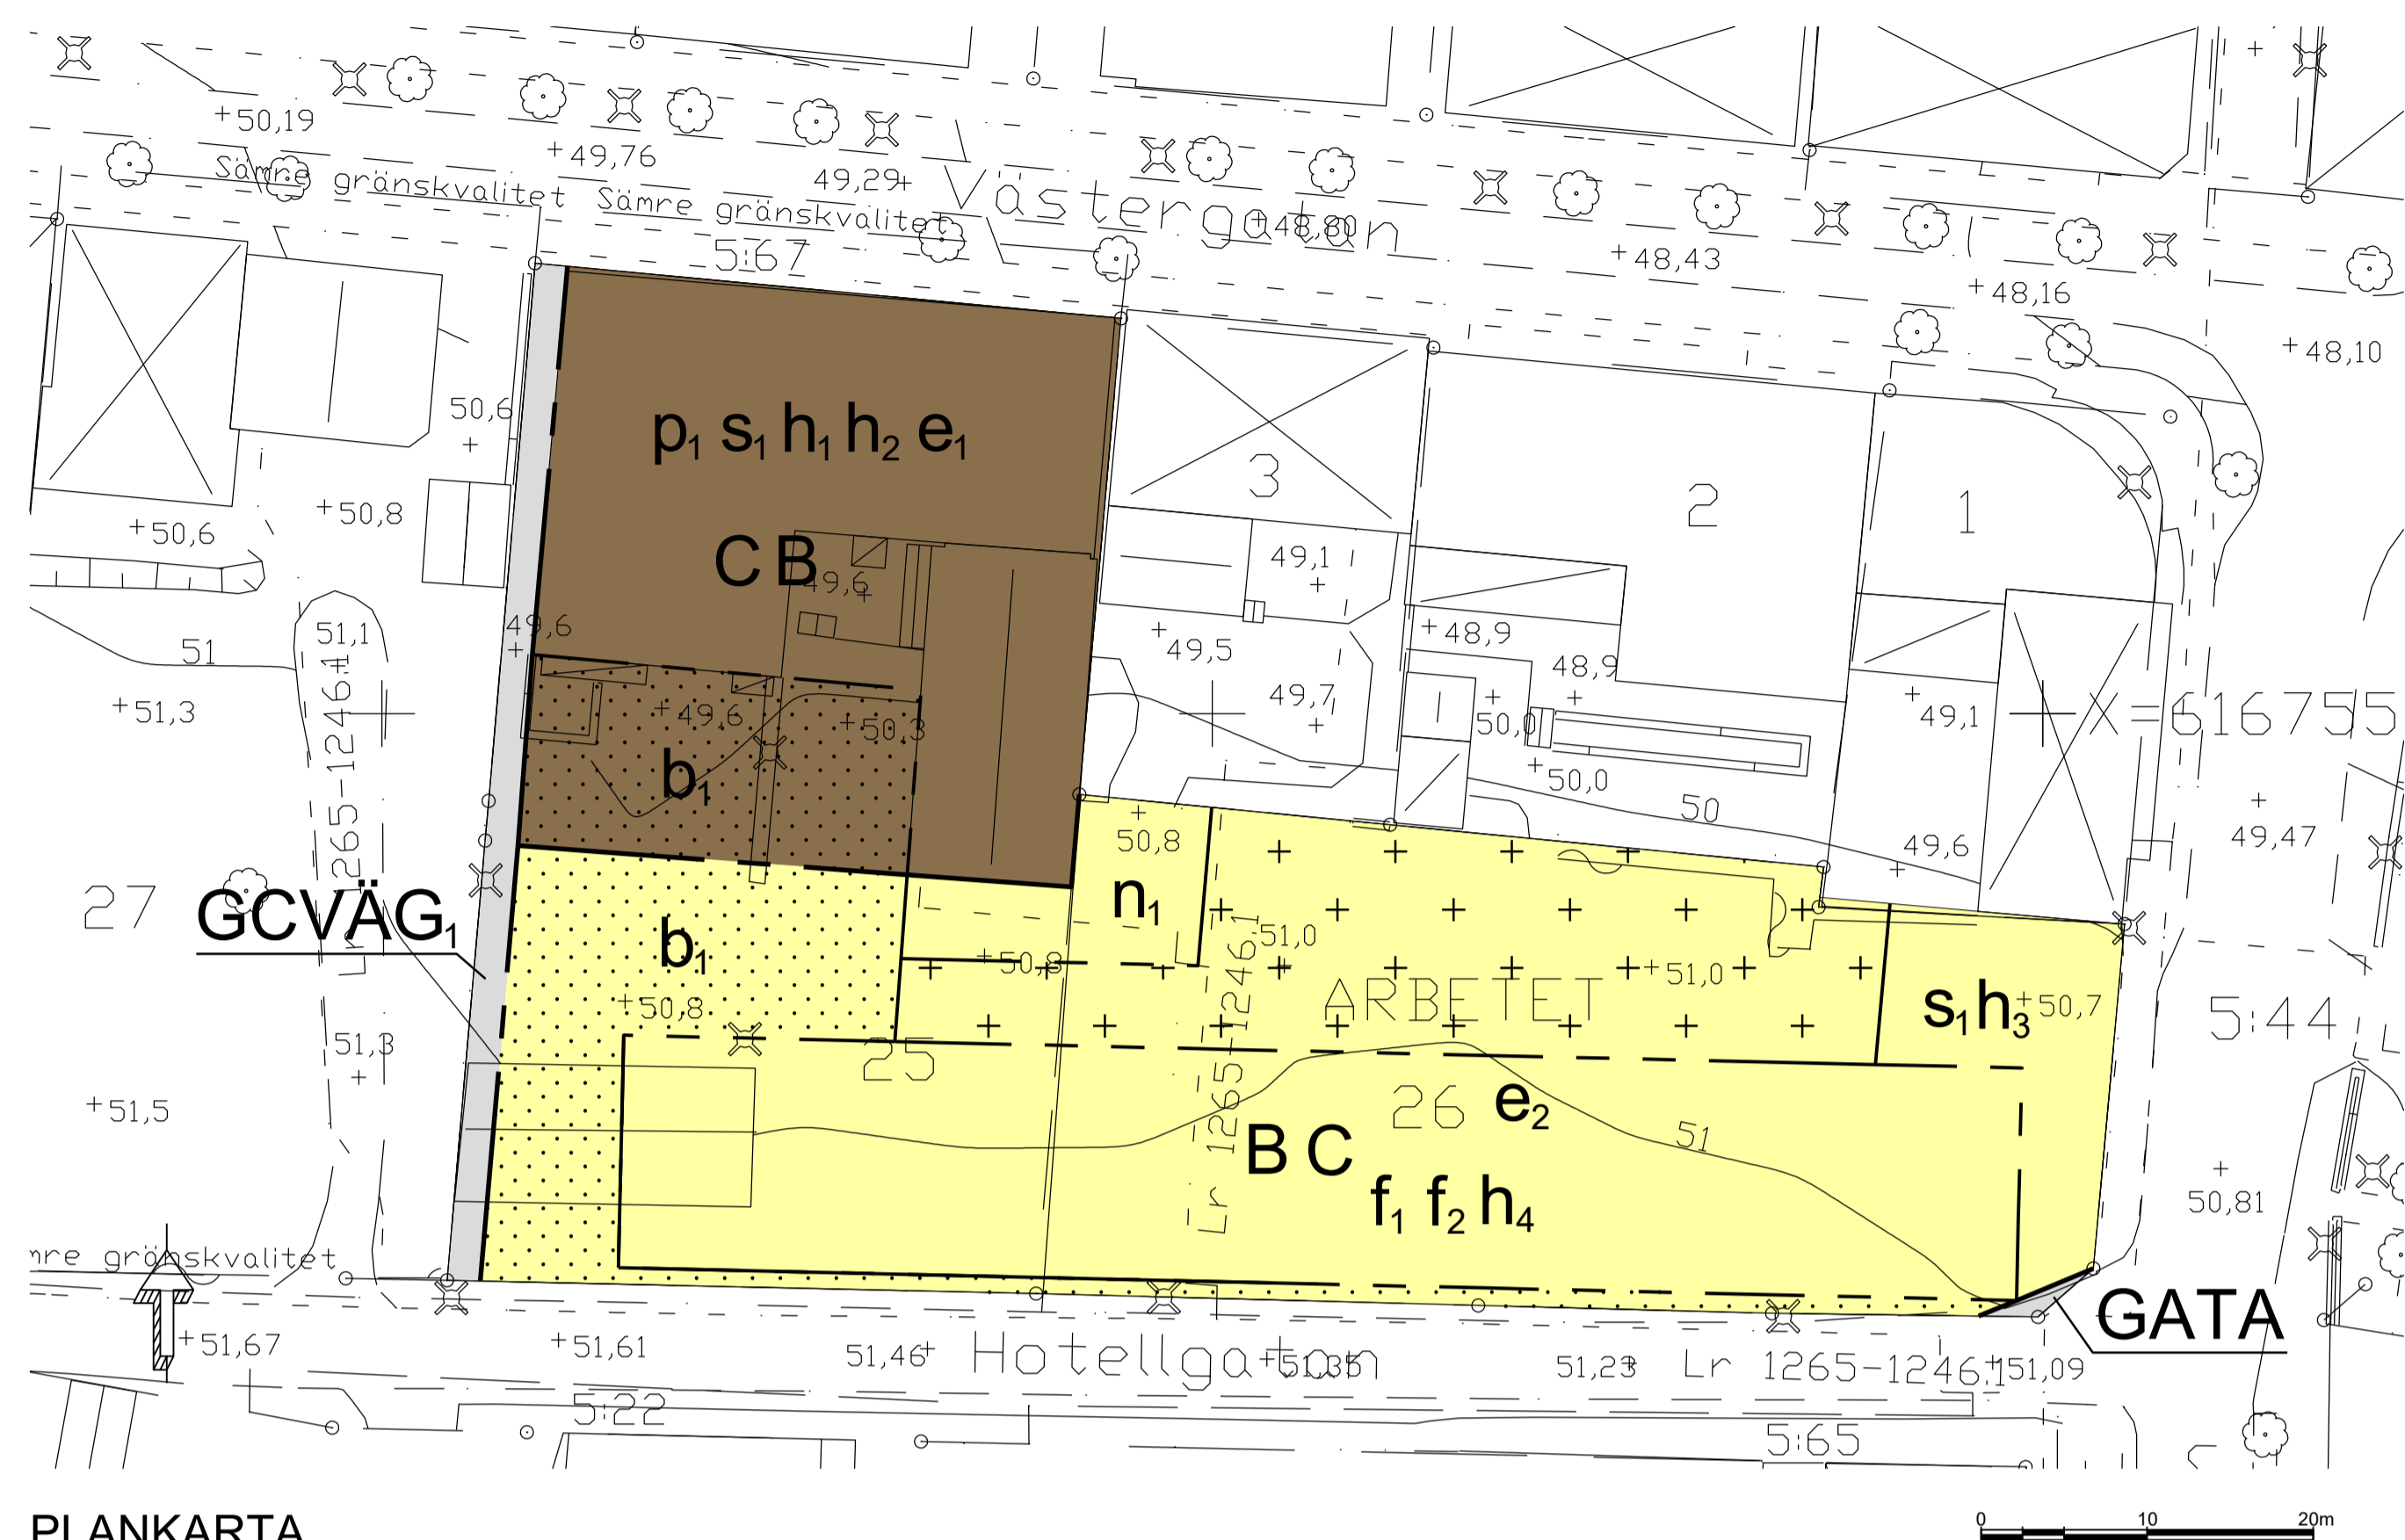 +50,19
+49,76
49,29+
Sämre gränskvalitet Sämre gränskvalitet
Västergatan
+48,80
5:67
+48,43
+48,16
+48,10
50,6
p₁ s₁ h₁ h₂ e₁
3
2
1
+50,8
+50,6
C B
49,6
49,1
49,6
51,1
51
+48,9
49,5
48,9
+51,3
49,7
+49,6
+50,3
50,0
49,1
X=616755
b₁
+50,0
50
50,8
49,6
49,47
27
GCVÄG₁
n₁
b₁
51,0
+50,8
+51,0
ARBETET
s₁ h₃
+50,7
5:44
+50,8
51,3
25
Lr 1265-1246.1
Lr 1265-1246.1
26
e₂
+51,5
B C
51
f₁ f₂ h₄
50,81
mre gränskvalitet
GATA
+51,67
+51,61
51,46+
Hotellgatan
+51,35
51,23
Lr 1265-1246.1
+51,09
5:22
5:65
PLANKARTA
0 10 20m